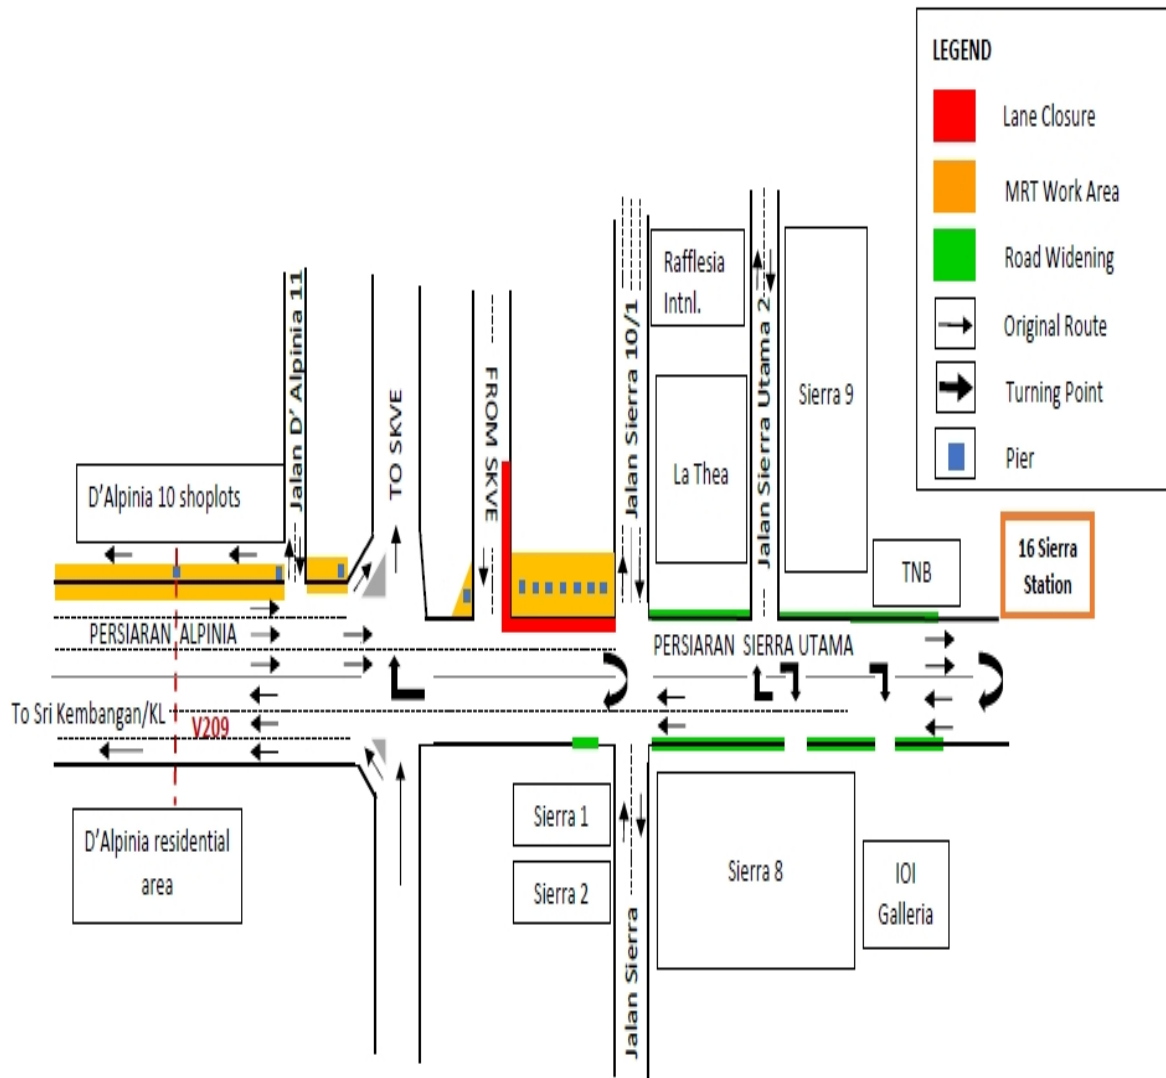 LEGEND
Lane Closure
MRT Work Area
Road Widening
Original Route
Turning Point
Pier
Rafflesia
Intnl.
Jalan D' Alpinia 11
TO SKVE
FROM SKVE
Jalan Sierra 10/1
Jalan Sierra Utama 2
Sierra 9
La Thea
D'Alpinia 10 shoplots
TNB
16 Sierra
Station
PERSIARAN ALPINIA
PERSIARAN SIERRA UTAMA
To Sri Kembangan/KL
V209
D'Alpinia residential
area
Sierra 1
Sierra 2
Jalan Sierra
Sierra 8
IOI
Galleria